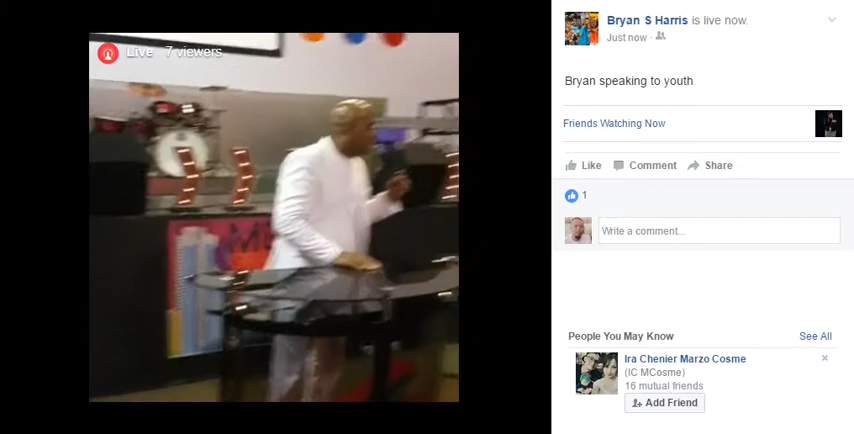 Live 7 viewers
Bryan S Harris is live now.
Just now ·
Bryan speaking to youth
Friends Watching Now
Like Comment Share
1
Write a comment...
People You May Know See All
Ira Chenier Marzo Cosme
(IC MCosme)
16 mutual friends
Add Friend